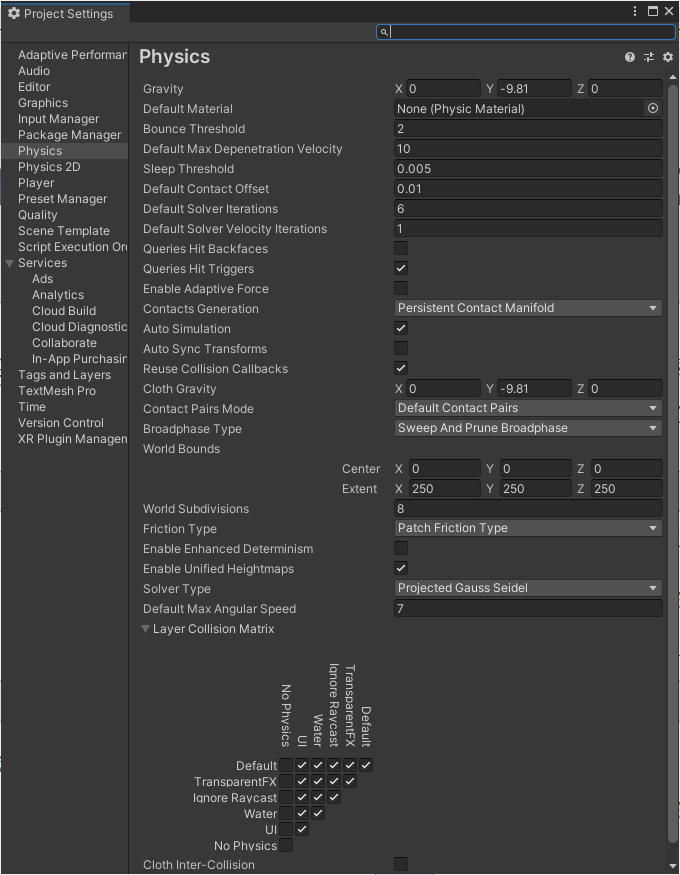 Project Settings
Adaptive Performan
Audio
Editor
Graphics
Input Manager
Package Manager
Physics
Physics 2D
Player
Preset Manager
Quality
Scene Template
Script Execution Or
Services
Ads
Analytics
Cloud Build
Cloud Diagnostic
Collaborate
In-App Purchasin
Tags and Layers
TextMesh Pro
Time
Version Control
XR Plugin Managem
Physics
Gravity X 0 Y -9.81 Z 0
Default Material None (Physic Material)
Bounce Threshold 2
Default Max Depenetration Velocity 10
Sleep Threshold 0.005
Default Contact Offset 0.01
Default Solver Iterations 6
Default Solver Velocity Iterations 1
Queries Hit Backfaces
Queries Hit Triggers
Enable Adaptive Force
Contacts Generation Persistent Contact Manifold
Auto Simulation
Auto Sync Transforms
Reuse Collision Callbacks
Cloth Gravity X 0 Y -9.81 Z 0
Contact Pairs Mode Default Contact Pairs
Broadphase Type Sweep And Prune Broadphase
World Bounds
Center X 0 Y 0 Z 0
Extent X 250 Y 250 Z 250
World Subdivisions 8
Friction Type Patch Friction Type
Enable Enhanced Determinism
Enable Unified Heightmaps
Solver Type Projected Gauss Seidel
Default Max Angular Speed 7
Layer Collision Matrix
No Physics
UI
Water
Ignore Raycast
TransparentFX
Default
Default
TransparentFX
Ignore Raycast
Water
UI
No Physics
Cloth Inter-Collision